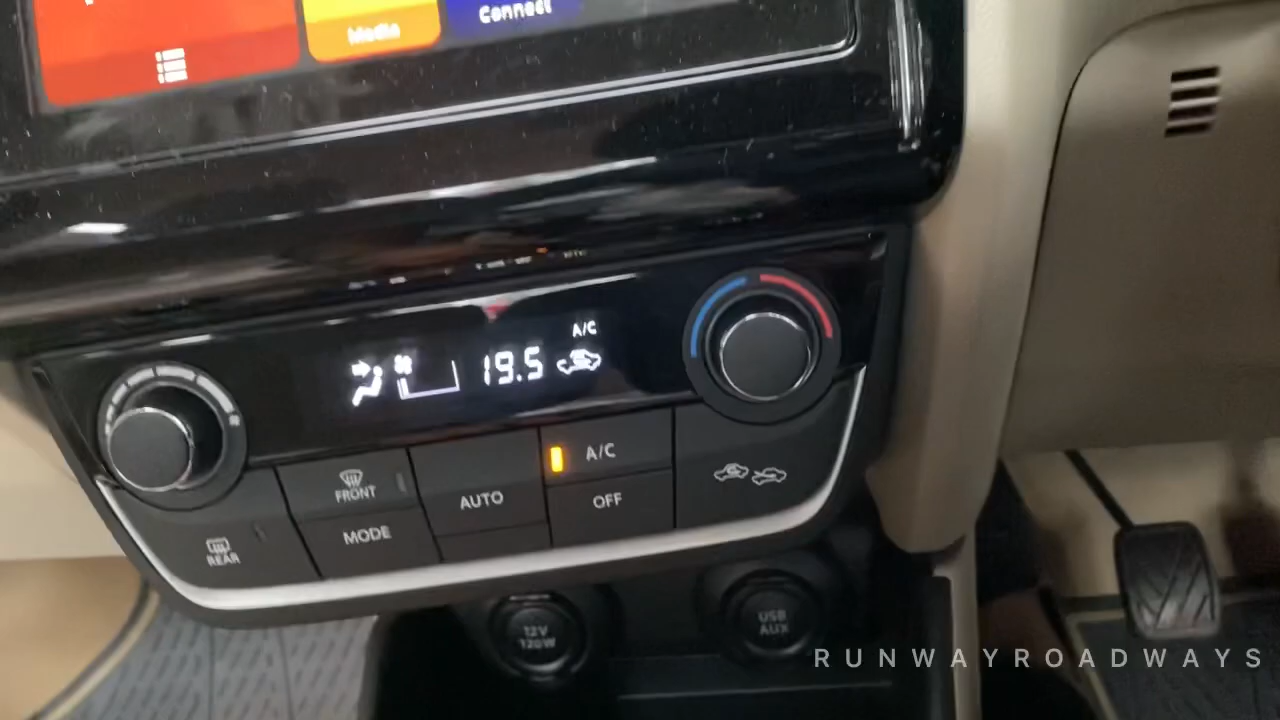 Media
Connect
A/C
19.5
FRONT
AUTO
A/C
REAR
MODE
OFF
12V
120W
USB
AUX
RUNWAYROADWAYS